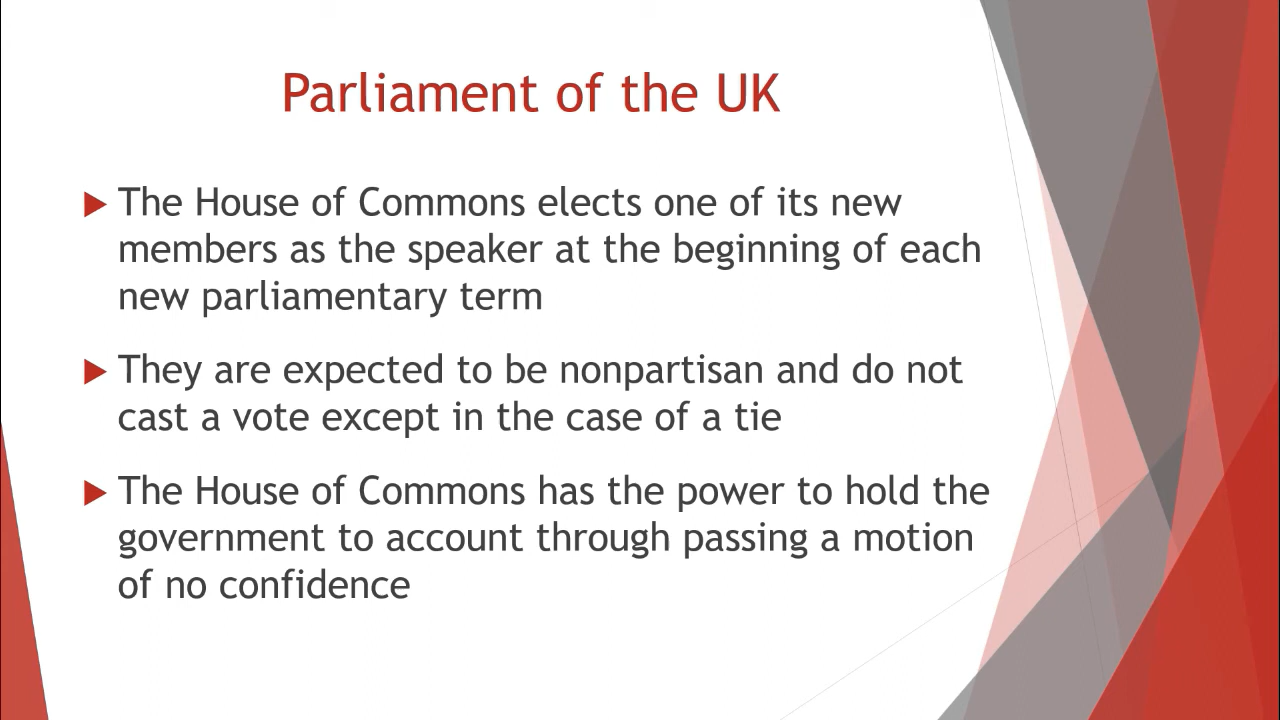 Parliament of the UK
The House of Commons elects one of its new
members as the speaker at the beginning of each
new parliamentary term
They are expected to be nonpartisan and do not
cast a vote except in the case of a tie
The House of Commons has the power to hold the
government to account through passing a motion
of no confidence